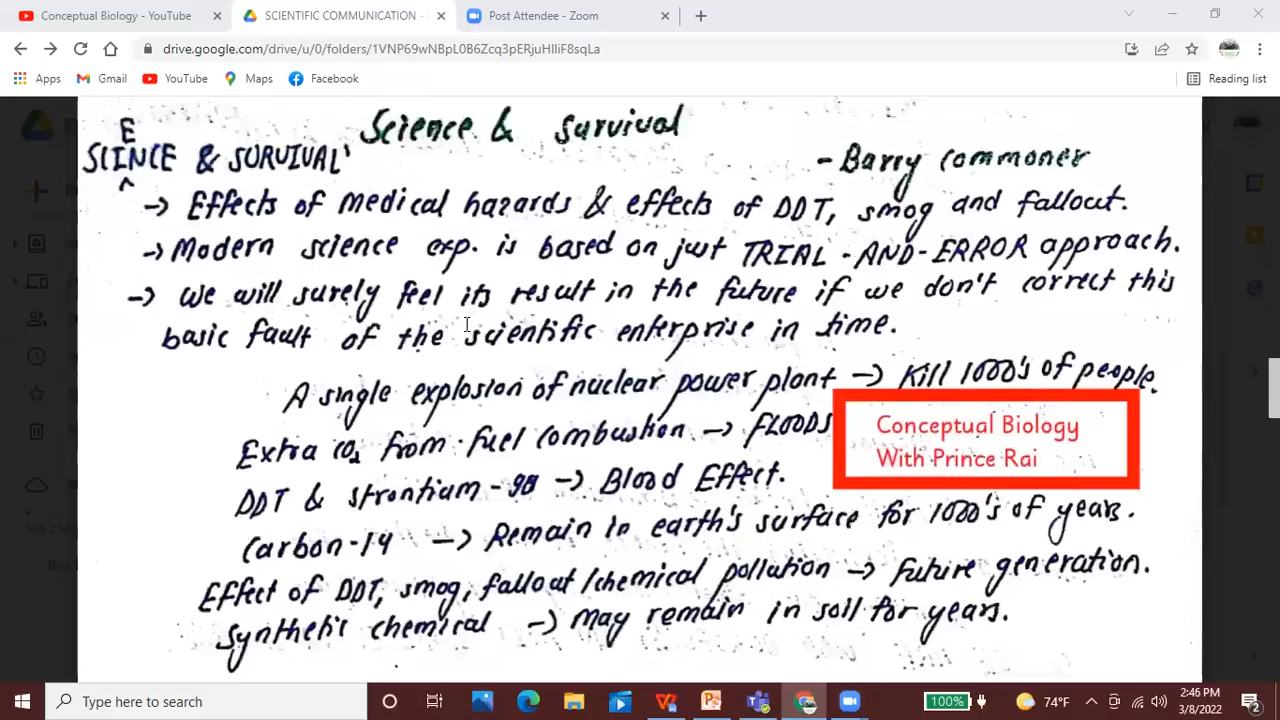 Conceptual Biology - YouTube
SCIENTIFIC COMMUNICATION -
Post Attendee - Zoom
drive.google.com/drive/u/0/folders/1VNP69wNBpL0B6Zcq3pERjuHIliF8sqLa
Apps Gmail YouTube Maps Facebook Reading list
Science & Survival
E
SCINCE & SURVIVAL'
- Barry commoner
→ Effects of medical hazards & effects of DDT, smog and fallout.
→ Modern science exp. is based on just TRIAL-AND-ERROR approach.
→ We will surely feel its result in the future if we don't correct this
basic fault of the scientific enterprise in time.
A single explosion of nuclear power plant → Kill 1000's of people.
Extra CO2 from fuel combustion → FLOODS
Conceptual Biology
With Prince Rai
DDT & strontium-90 → Blood Effect.
Carbon-14 → Remain in earth's surface for 1000's of years.
Effect of DDT, smog, fallout/chemical pollution → Future generation.
Synthetic chemical → May remain in soil for years.
Type here to search
100%
74°F
2:46 PM
3/8/2022
2